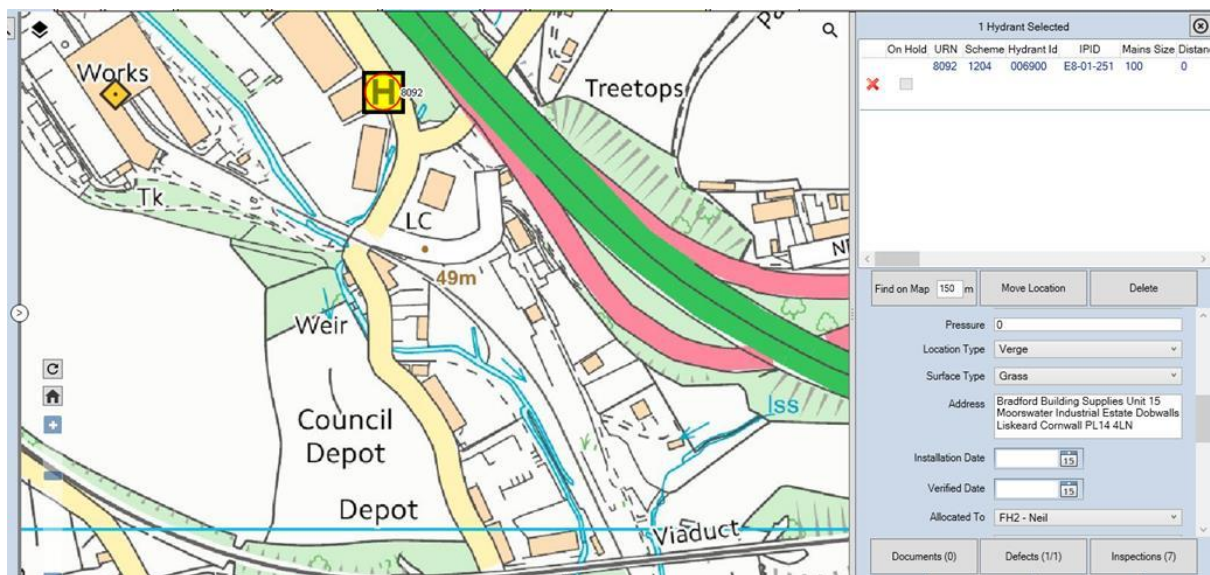 Works
H 8092
Treetops
Tk
LC
49m
Weir
Council
Depot
Depot
Iss
Viaduct
1 Hydrant Selected
On Hold URN Scheme Hydrant Id IPID Mains Size Distanc
8092 1204 006900 E8-01-251 100 0
Find on Map 150 m Move Location Delete
Pressure 0
Location Type Verge
Surface Type Grass
Address Bradford Building Supplies Unit 15
Moorswater Industrial Estate Dobwalls
Liskeard Cornwall PL14 4LN
Installation Date 15
Verified Date 15
Allocated To FH2 - Neil
Documents (0) Defects (1/1) Inspections (7)